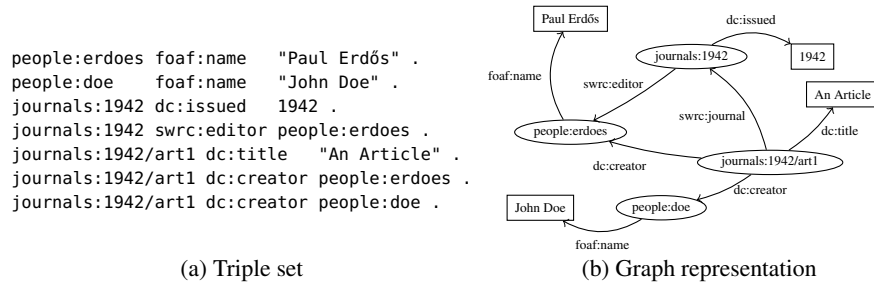 people:erdoes foaf:name "Paul Erdős" .
people:doe foaf:name "John Doe" .
journals:1942 dc:issued 1942 .
journals:1942 swrc:editor people:erdoes .
journals:1942/art1 dc:title "An Article" .
journals:1942/art1 dc:creator people:erdoes .
journals:1942/art1 dc:creator people:doe .
(a) Triple set
Paul Erdős
dc:issued
journals:1942
1942
foaf:name
swrc:editor
An Article
swrc:journal
people:erdoes
dc:title
dc:creator
journals:1942/art1
dc:creator
John Doe
people:doe
foaf:name
(b) Graph representation